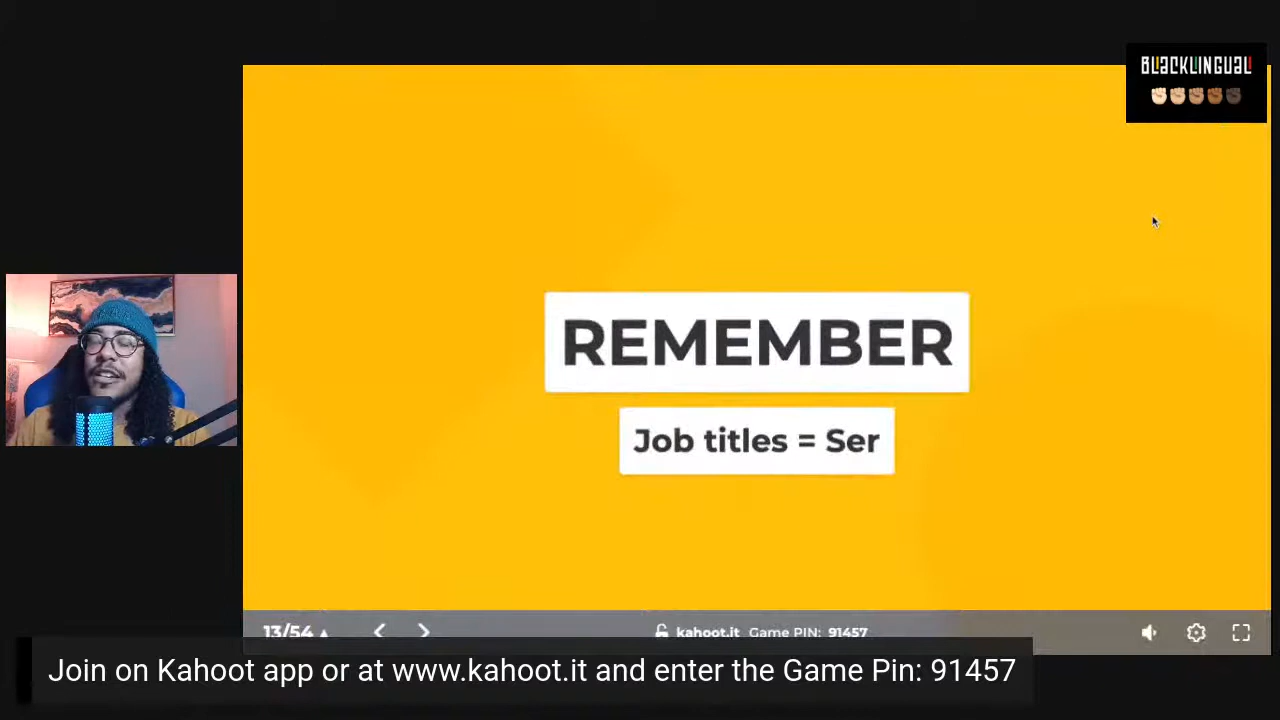 BLACKLINGUAL
REMEMBER
Job titles = Ser
13/54
kahoot.it Game PIN: 91457
Join on Kahoot app or at www.kahoot.it and enter the Game Pin: 91457